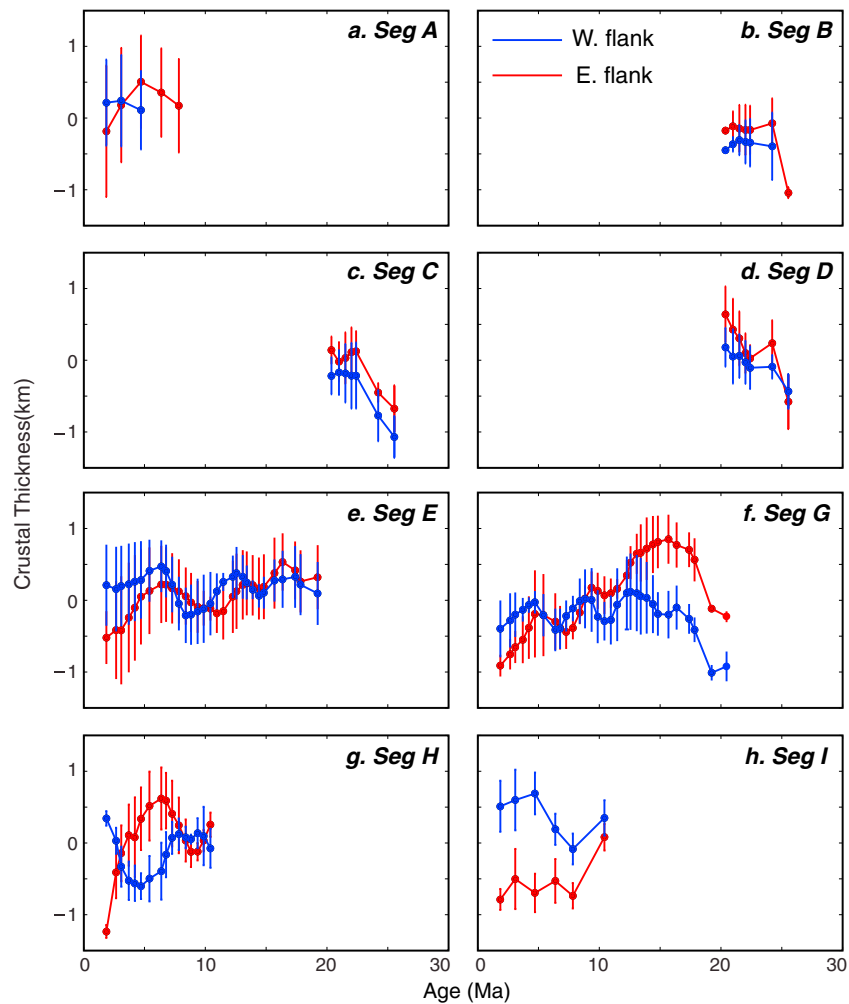 a. Seg A
b. Seg B
W. flank
E. flank
1
0
−1
c. Seg C
d. Seg D
1
0
−1
Crustal Thickness(km)
e. Seg E
f. Seg G
1
0
−1
g. Seg H
h. Seg I
1
0
−1
0 10 20 30
0 10 20 30
Age (Ma)